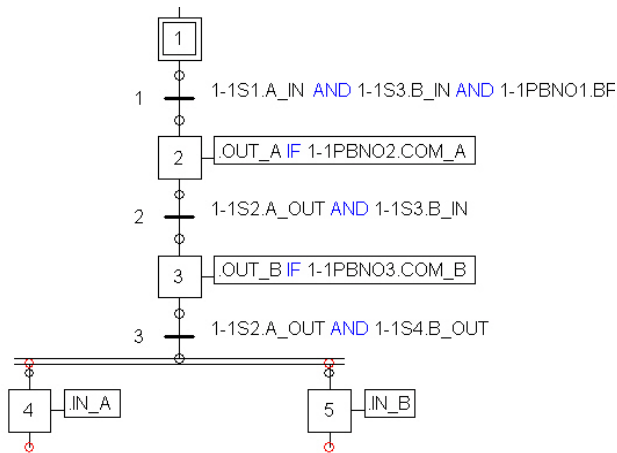 1
1 1-1S1.A_IN AND 1-1S3.B_IN AND 1-1PBNO1.BF
2 .OUT_A IF 1-1PBNO2.COM_A
2 1-1S2.A_OUT AND 1-1S3.B_IN
3 .OUT_B IF 1-1PBNO3.COM_B
3 1-1S2.A_OUT AND 1-1S4.B_OUT
4 .IN_A 5 .IN_B